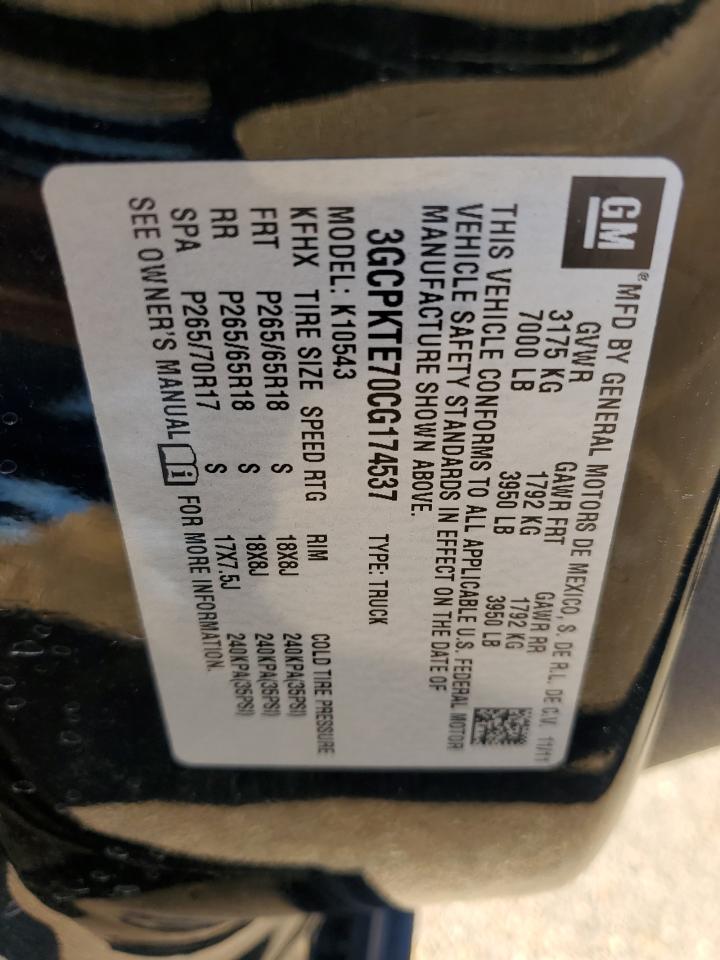 GM
® MFD BY GENERAL MOTORS DE MEXICO, S. DE R.L. DE C.V. 11/11
GVWR GAWR FRT GAWR RR
3175 KG 1792 KG 1792 KG
7000 LB 3950 LB 3950 LB
THIS VEHICLE CONFORMS TO ALL APPLICABLE U.S. FEDERAL MOTOR
VEHICLE SAFETY STANDARDS IN EFFECT ON THE DATE OF
MANUFACTURE SHOWN ABOVE.
3GCPKTE70CG174537 TYPE: TRUCK
MODEL: K10543
KFHX TIRE SIZE SPEED RTG RIM COLD TIRE PRESSURE
FRT P265/65R18 S 18X8J 240KPA(35PSI)
RR P265/65R18 S 18X8J 240KPA(35PSI)
SPA P265/70R17 S 17X7.5J 240KPA(35PSI)
SEE OWNER'S MANUAL i FOR MORE INFORMATION.